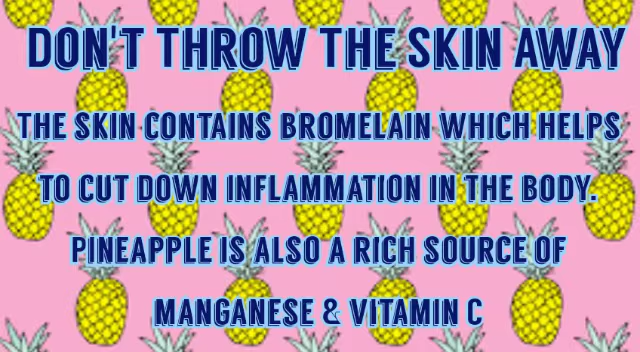 DON'T THROW THE SKIN AWAY
THE SKIN CONTAINS BROMELAIN WHICH HELPS
TO CUT DOWN INFLAMMATION IN THE BODY.
PINEAPPLE IS ALSO A RICH SOURCE OF
MANGANESE & VITAMIN C